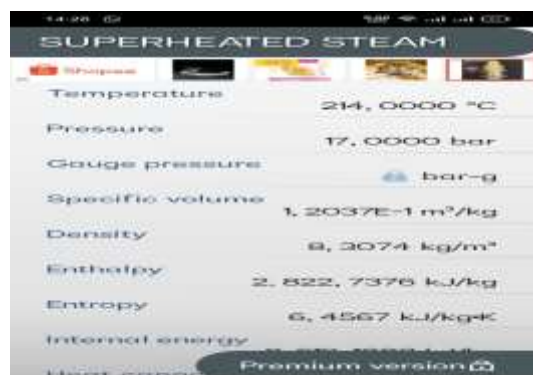 14:28
SUPERHEATED STEAM
Shopee
Temperature
214,0000 °C
Pressure
17,0000 bar
Gauge pressure
bar-g
Specific volume
1,2037E-1 m³/kg
Density
8,3074 kg/m³
Enthalpy
2.822,7376 kJ/kg
Entropy
6,4567 kJ/kg•K
Internal energy
Premium version